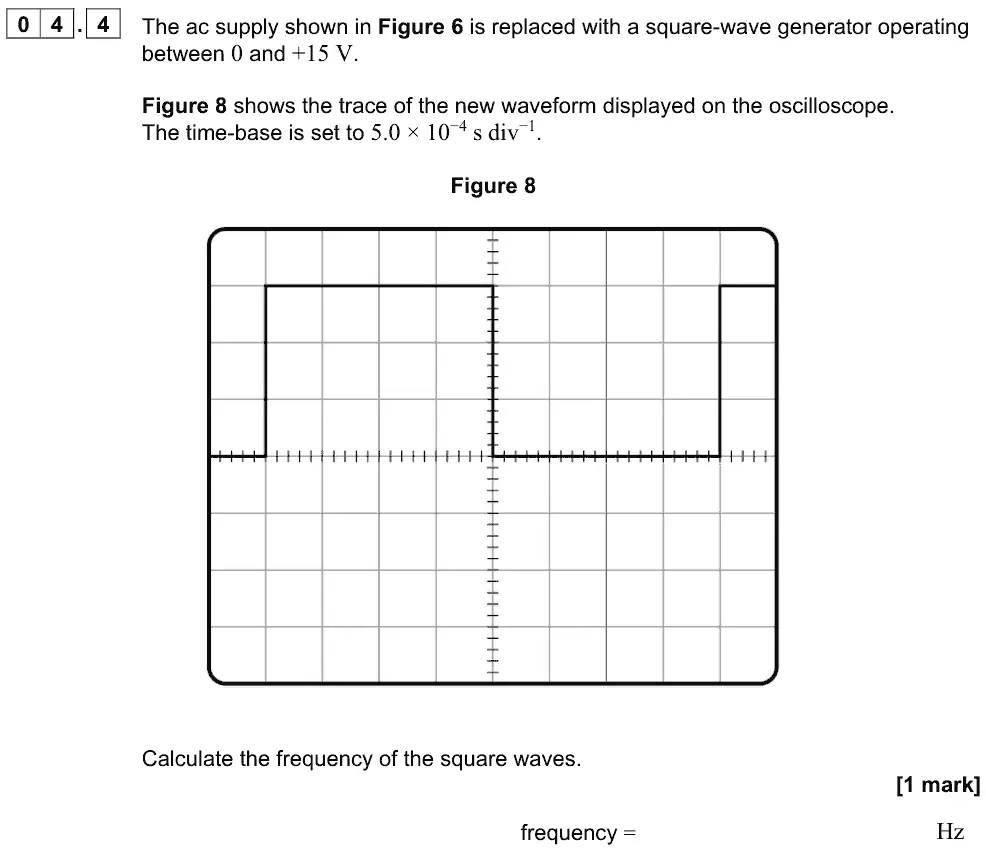 0 4 . 4 The ac supply shown in Figure 6 is replaced with a square-wave generator operating
between 0 and +15 V.
Figure 8 shows the trace of the new waveform displayed on the oscilloscope.
The time-base is set to 5.0 × 10⁻⁴ s div⁻¹.
Figure 8
Calculate the frequency of the square waves.
[1 mark]
frequency = Hz